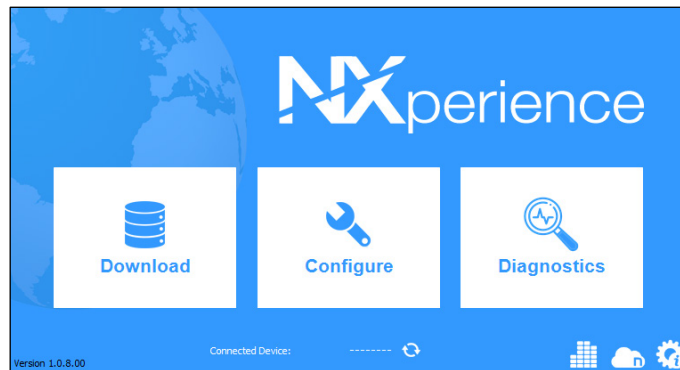 NXperience
Download
Configure
Diagnostics
Connected Device: --------
Version 1.0.8.00
n
i